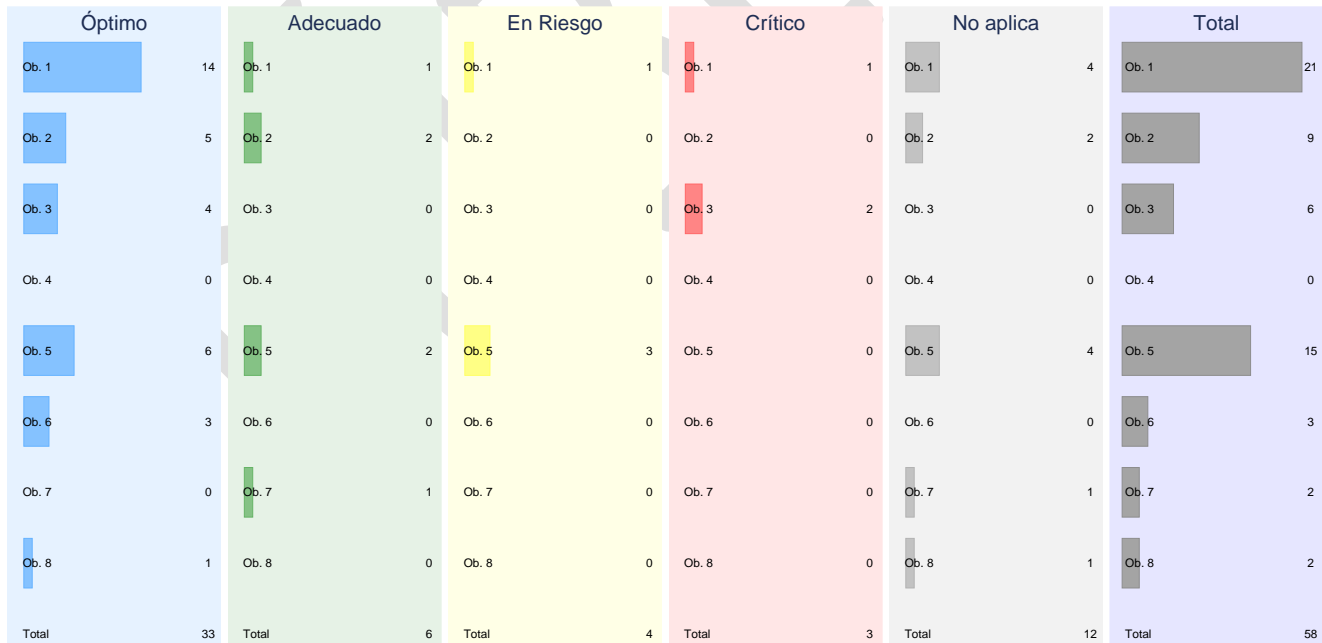 Óptimo Adecuado En Riesgo Crítico No aplica Total
Ob. 1 14 Ob. 1 1 Ob. 1 1 Ob. 1 1 Ob. 1 4 Ob. 1 21
Ob. 2 5 Ob. 2 2 Ob. 2 0 Ob. 2 0 Ob. 2 2 Ob. 2 9
Ob. 3 4 Ob. 3 0 Ob. 3 0 Ob. 3 2 Ob. 3 0 Ob. 3 6
Ob. 4 0 Ob. 4 0 Ob. 4 0 Ob. 4 0 Ob. 4 0 Ob. 4 0
Ob. 5 6 Ob. 5 2 Ob. 5 3 Ob. 5 0 Ob. 5 4 Ob. 5 15
Ob. 6 3 Ob. 6 0 Ob. 6 0 Ob. 6 0 Ob. 6 0 Ob. 6 3
Ob. 7 0 Ob. 7 1 Ob. 7 0 Ob. 7 0 Ob. 7 1 Ob. 7 2
Ob. 8 1 Ob. 8 0 Ob. 8 0 Ob. 8 0 Ob. 8 1 Ob. 8 2
Total 33 Total 6 Total 4 Total 3 Total 12 Total 58